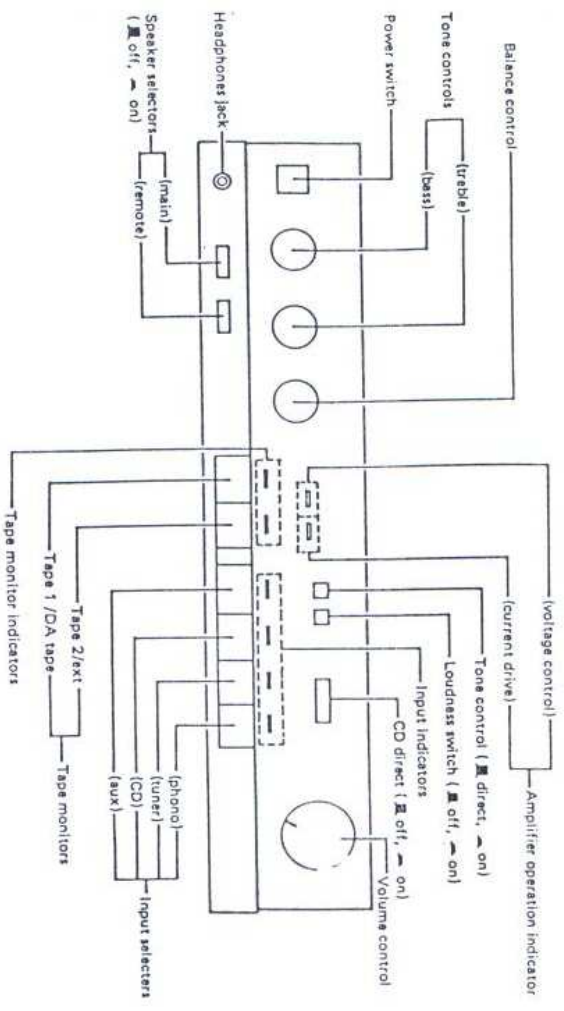 Balance control
Tone controls
(treble)
(bass)
Power switch
Headphones jack
Speaker selectors
( off, on)
(main)
(remote)
(voltage control)
(current drive)
Amplifier operation indicator
Tone control ( direct, on)
Loudness switch ( off, on)
Input indicators
CD direct ( off, on)
Volume control
(phono)
(tuner)
(CD)
(aux)
Input selecters
Tape 2/ext
Tape 1 /DA tape
Tape monitors
Tape monitor indicators